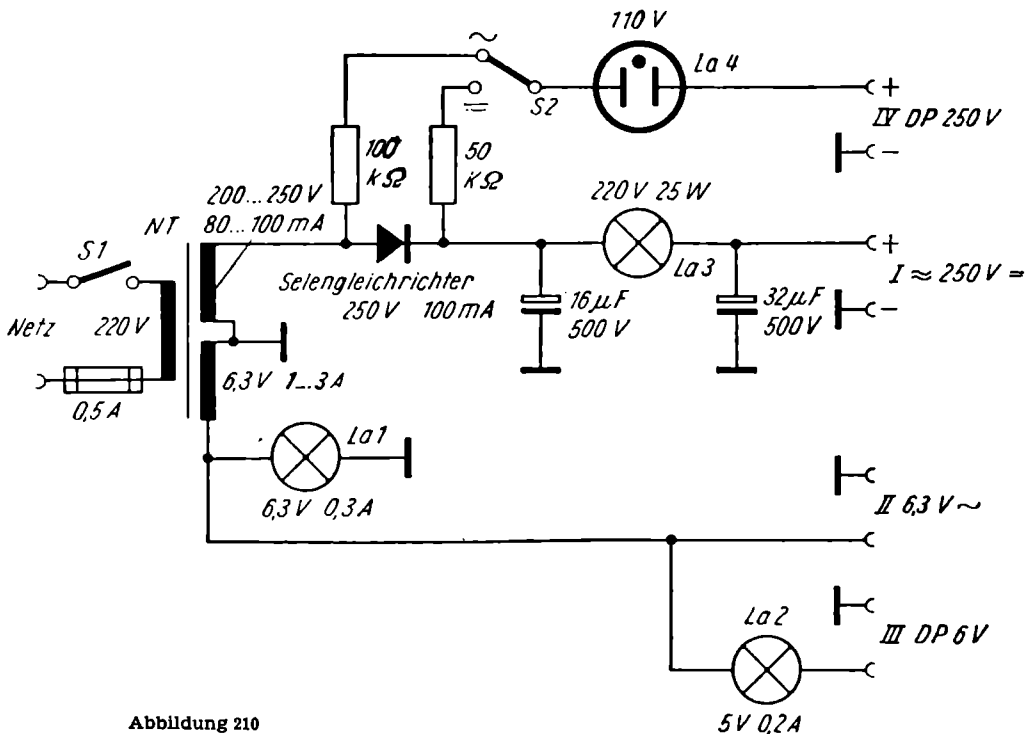 110 V
~
La 4
+
S2
IV DP 250 V
=
-
100
kΩ
50
kΩ
220 V 25 W
200...250 V
80...100 mA
NT
+
S1
La3
I ≈ 250 V =
Selengleichrichter
250 V 100 mA
16 µF
500 V
32 µF
500 V
-
Netz
220 V
6,3 V 1...3 A
0,5 A
La 1
6,3 V 0,3 A
II 6,3 V ~
La 2
III DP 6 V
Abbildung 210
5 V 0,2 A